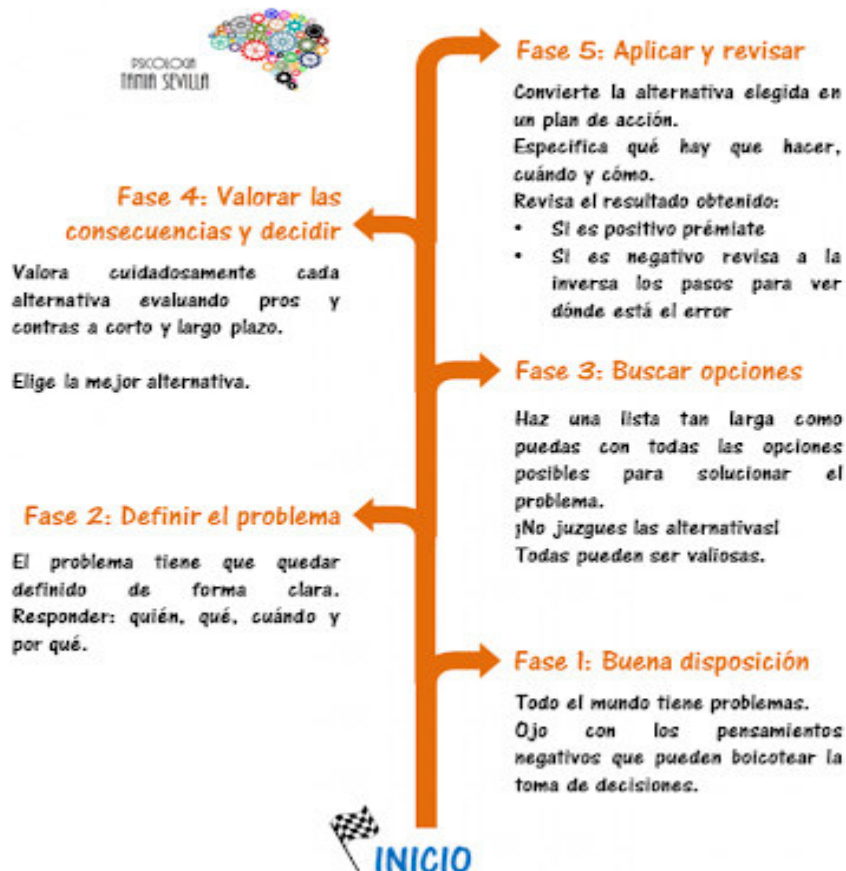 PSICOLOGA
TANIA SEVILLA
Fase 5: Aplicar y revisar
Convierte la alternativa elegida en
un plan de acción.
Especifica qué hay que hacer,
cuándo y cómo.
Revisa el resultado obtenido:
• Si es positivo prémiate
• Si es negativo revisa a la
inversa los pasos para ver
dónde está el error
Fase 4: Valorar las
consecuencias y decidir
Valora cuidadosamente cada
alternativa evaluando pros y
contras a corto y largo plazo.
Elige la mejor alternativa.
Fase 3: Buscar opciones
Haz una lista tan larga como
puedas con todas las opciones
posibles para solucionar el
problema.
¡No juzgues las alternativas!
Todas pueden ser valiosas.
Fase 2: Definir el problema
El problema tiene que quedar
definido de forma clara.
Responder: quién, qué, cuándo y
por qué.
Fase 1: Buena disposición
Todo el mundo tiene problemas.
Ojo con los pensamientos
negativos que pueden boicotear la
toma de decisiones.
INICIO